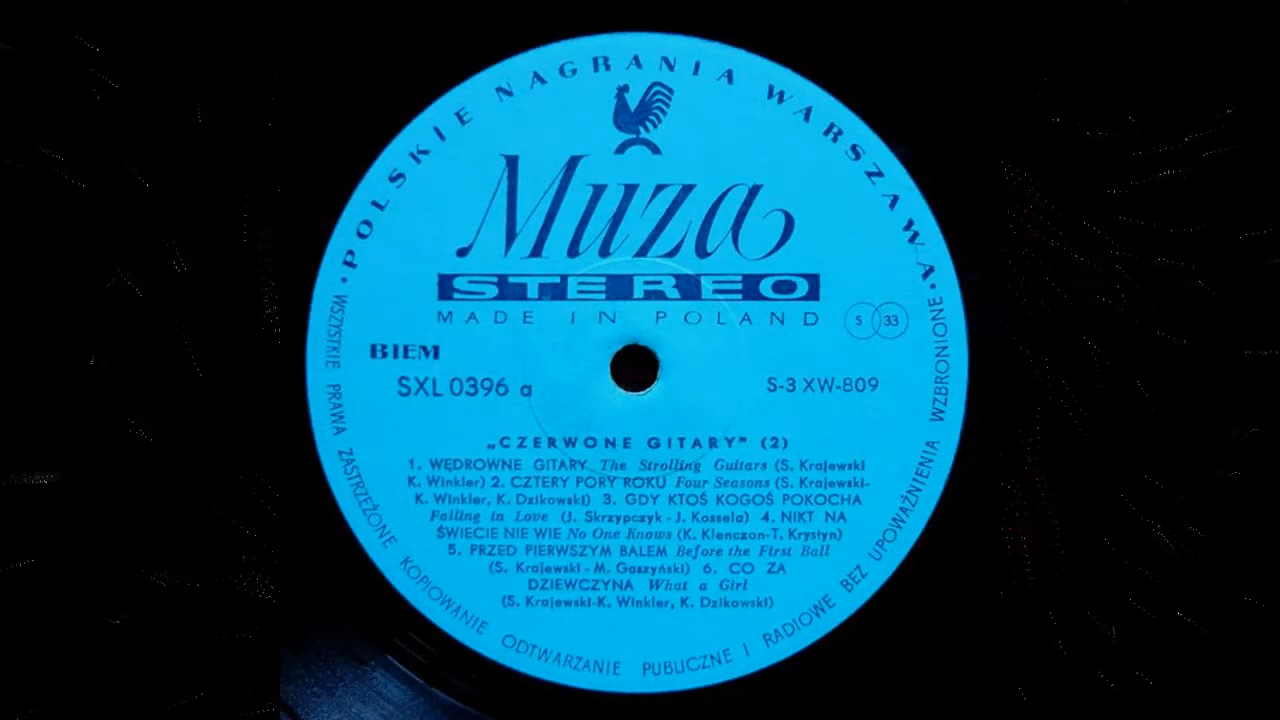 • POLSKIE NAGRANIA WARSZAWA •
Muza
STEREO
MADE IN POLAND
S 33
BIEM
SXL 0396 a
S-3 XW-809
„CZERWONE GITARY" (2)
1. WĘDROWNE GITARY The Strolling Guitars (S. Krajewski
K. Winkler) 2. CZTERY PORY ROKU Four Seasons (S. Krajewski-
K. Winkler, K. Dzikowski) 3. GDY KTOŚ KOGOŚ POKOCHA
Falling in Love (J. Skrzypczyk - J. Kossela) 4. NIKT NA
ŚWIECIE NIE WIE No One Knows (K. Klenczon-T. Krystyn)
5. PRZED PIERWSZYM BALEM Before the First Ball
(S. Krajewski - M. Gaszyński) 6. CO ZA
DZIEWCZYNA What a Girl
(S. Krajewski-K. Winkler, K. Dzikowski)
WSZYSTKIE PRAWA ZASTRZEŻONE KOPIOWANIE ODTWARZANIE PUBLICZNE I RADIOWE BEZ UPOWAŻNIENIA WZBRONIONE